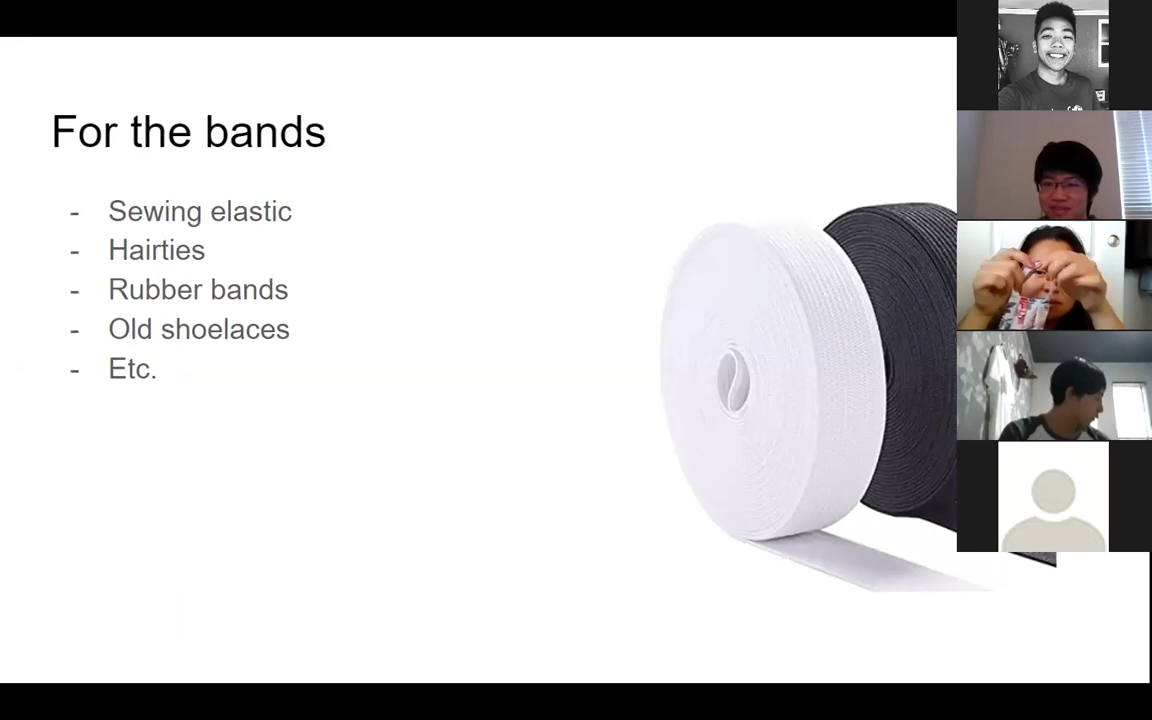 For the bands
- Sewing elastic
- Hairties
- Rubber bands
- Old shoelaces
- Etc.